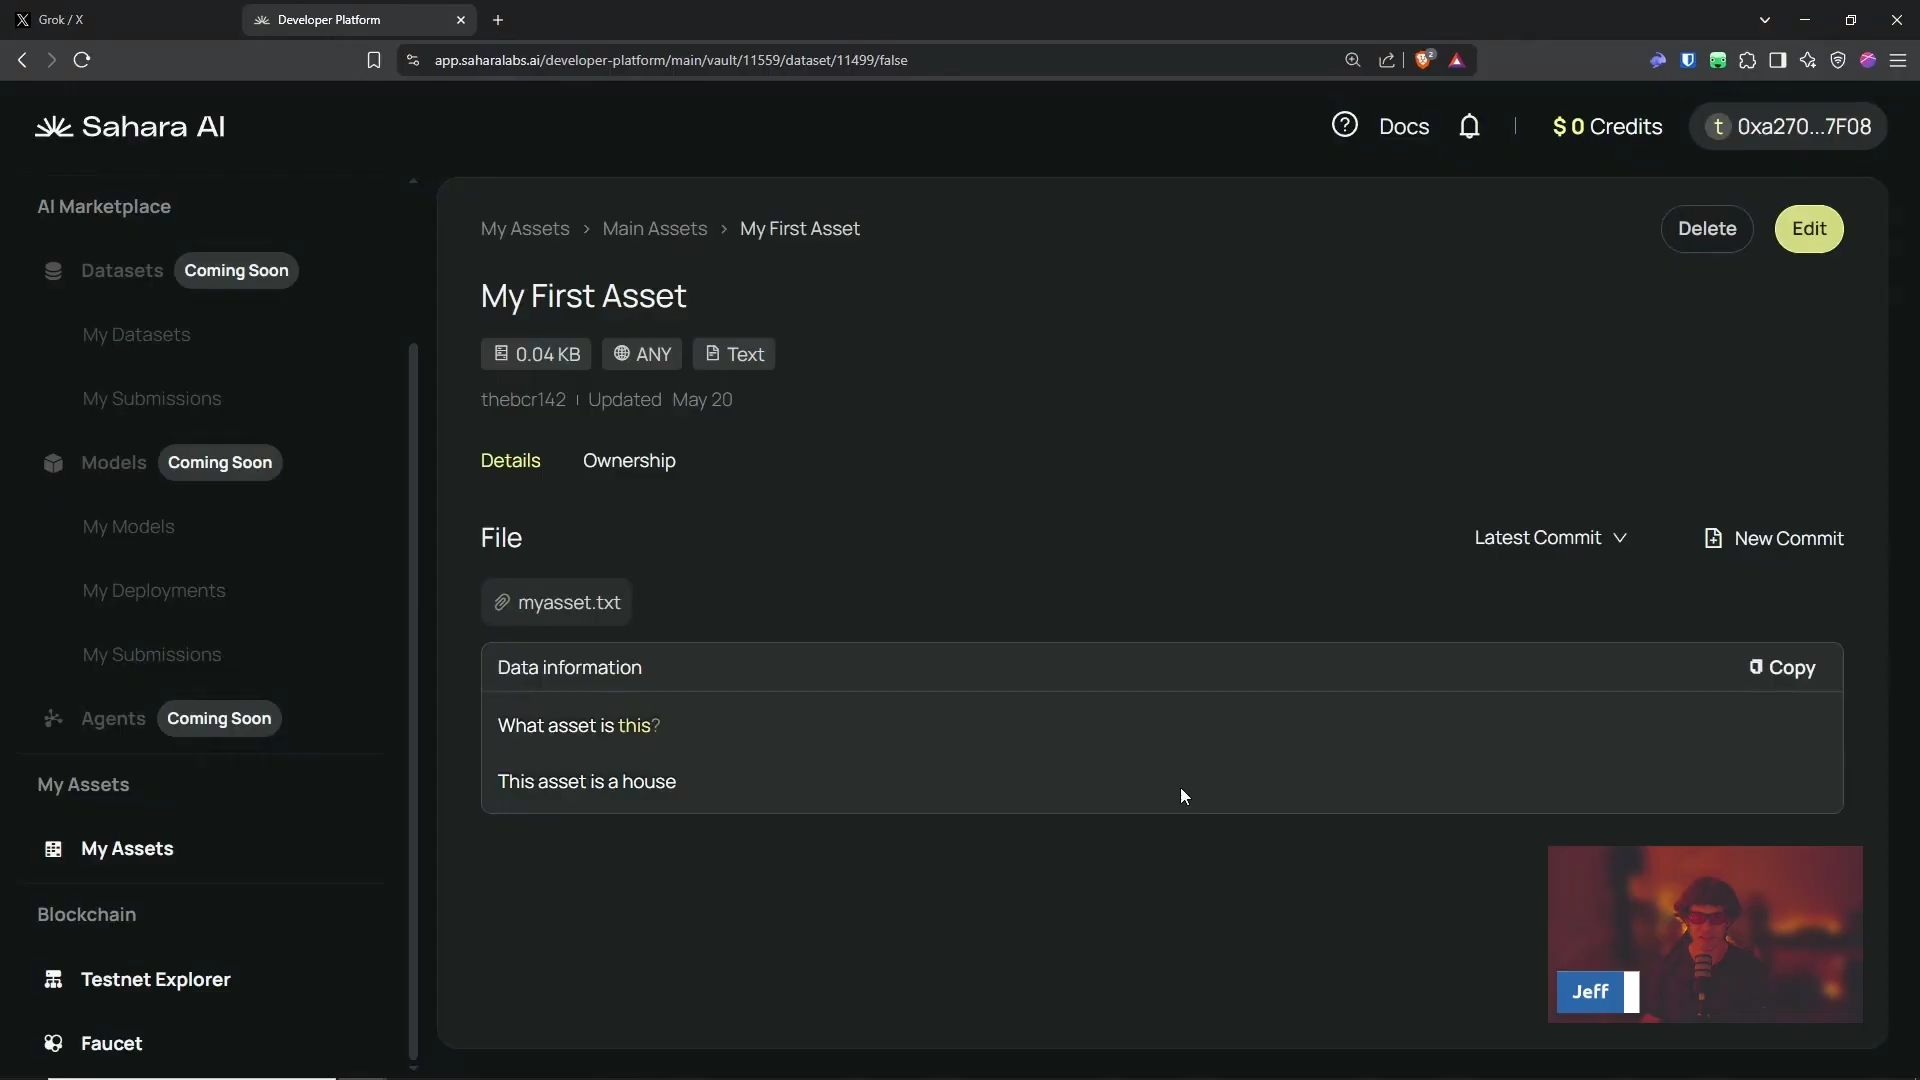 Grok / X
Developer Platform
app.saharalabs.ai/developer-platform/main/vault/11559/dataset/11499/false
2
Sahara AI
Docs
$ 0 Credits
t 0xa270...7F08
AI Marketplace
Datasets Coming Soon
My Datasets
My Submissions
Models Coming Soon
My Models
My Deployments
My Submissions
Agents Coming Soon
My Assets
My Assets
Blockchain
Testnet Explorer
Faucet
My Assets > Main Assets > My First Asset
Delete
Edit
My First Asset
0.04 KB
ANY
Text
thebcr142 | Updated May 20
Details
Ownership
File
Latest Commit
New Commit
myasset.txt
Data information
Copy
What asset is this?
This asset is a house
Jeff